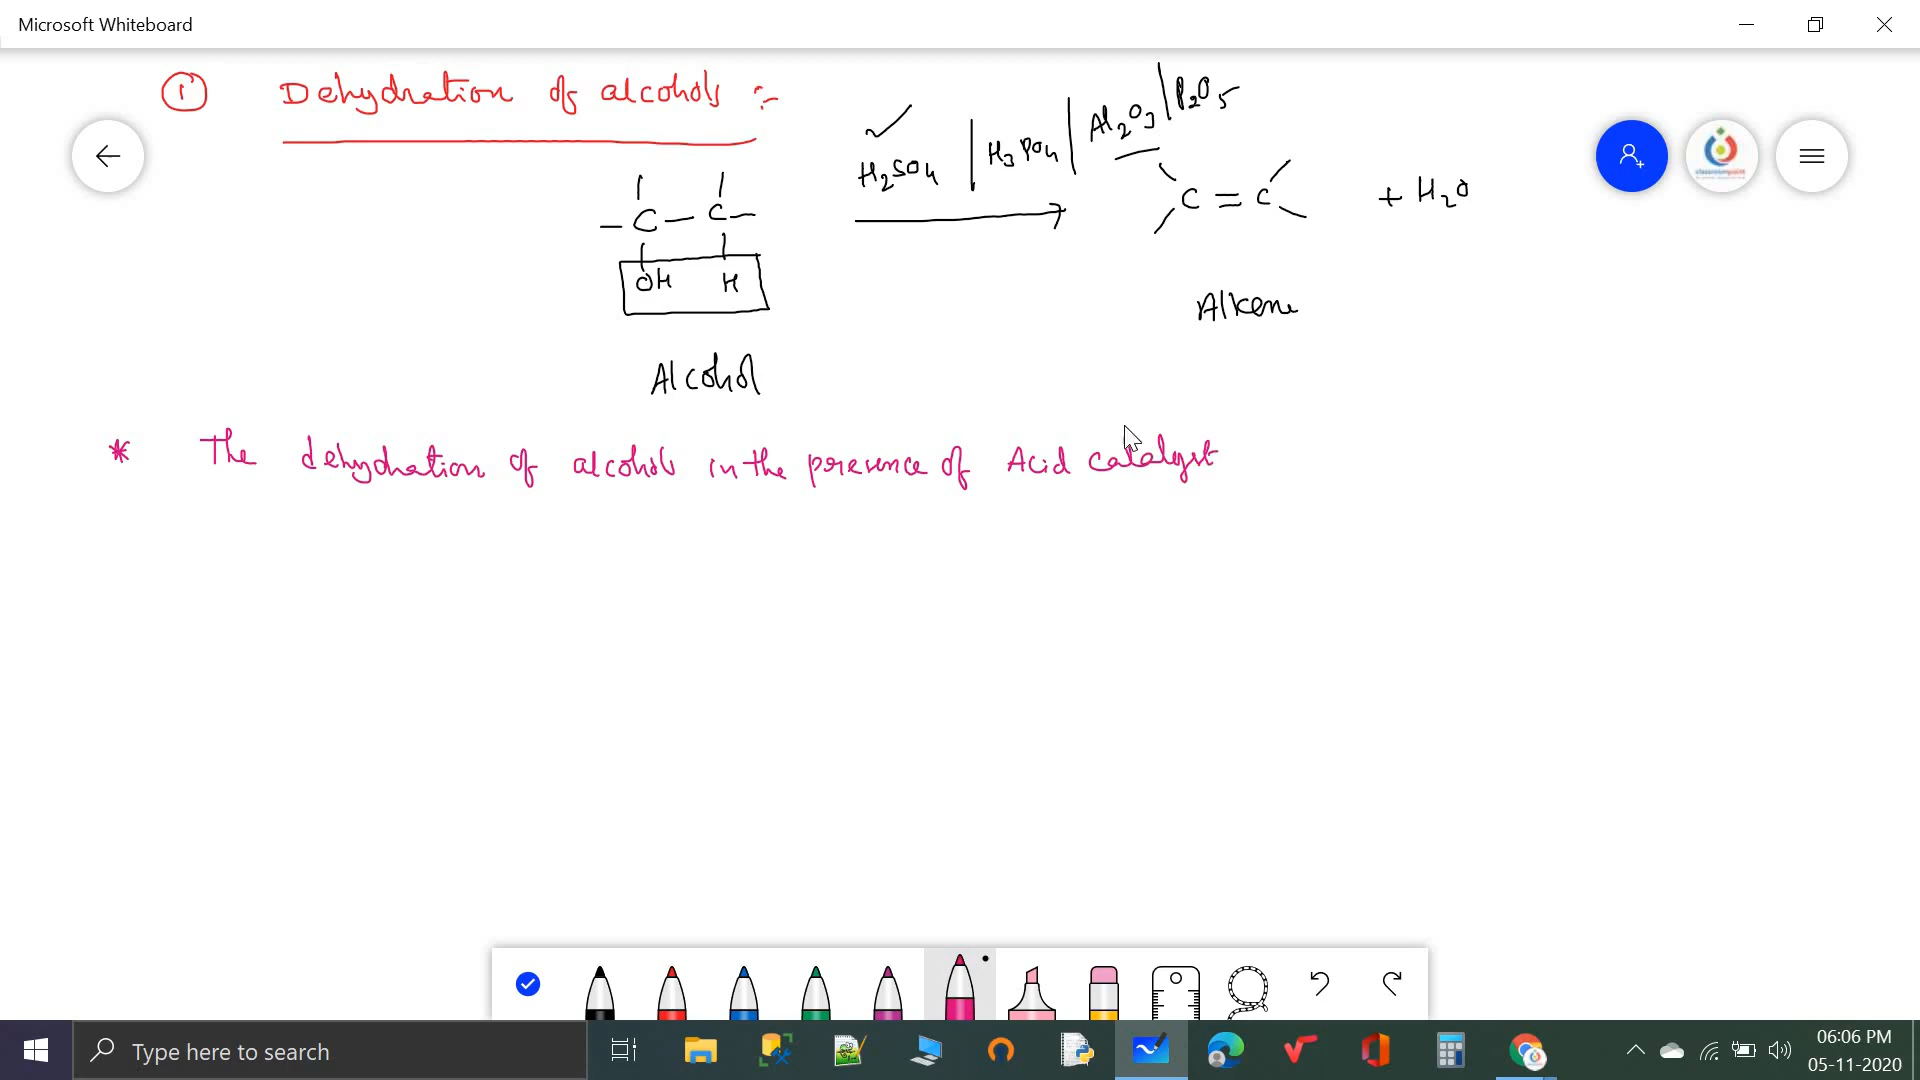 Microsoft Whiteboard
① Dehydration of alcohols :-
H₂SO₄ | H₃PO₄ | Al₂O₃ | P₂O₅
– C – C –
C = C + H₂O
OH H
Alkene
Alcohol
* The dehydration of alcohols in the presence of Acid catalyst
Type here to search
06:06 PM
05-11-2020